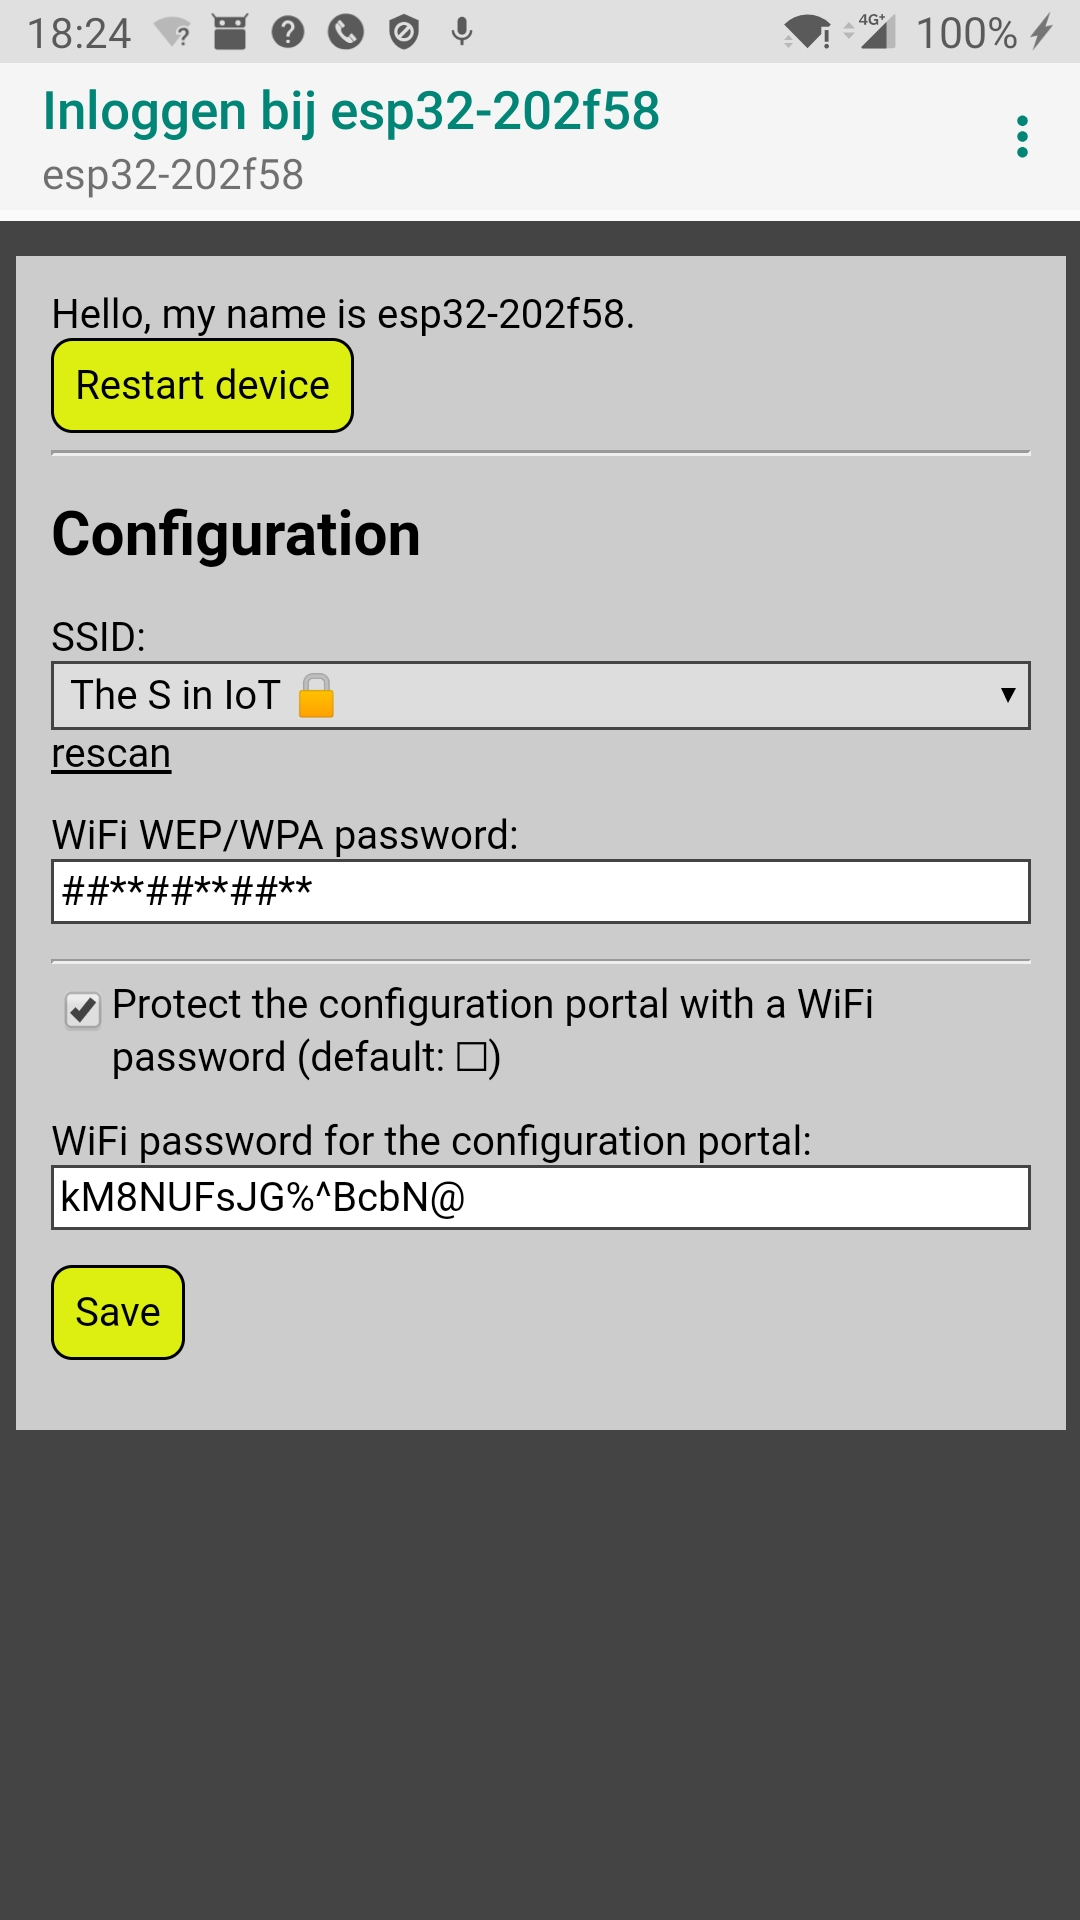 18:24
4G+ 100%
Inloggen bij esp32-202f58
esp32-202f58
Hello, my name is esp32-202f58.
Restart device
Configuration
SSID:
The S in IoT 🔒
rescan
WiFi WEP/WPA password:
##**##**##**
Protect the configuration portal with a WiFi
password (default: ☐)
WiFi password for the configuration portal:
kM8NUFsJG%^BcbN@
Save